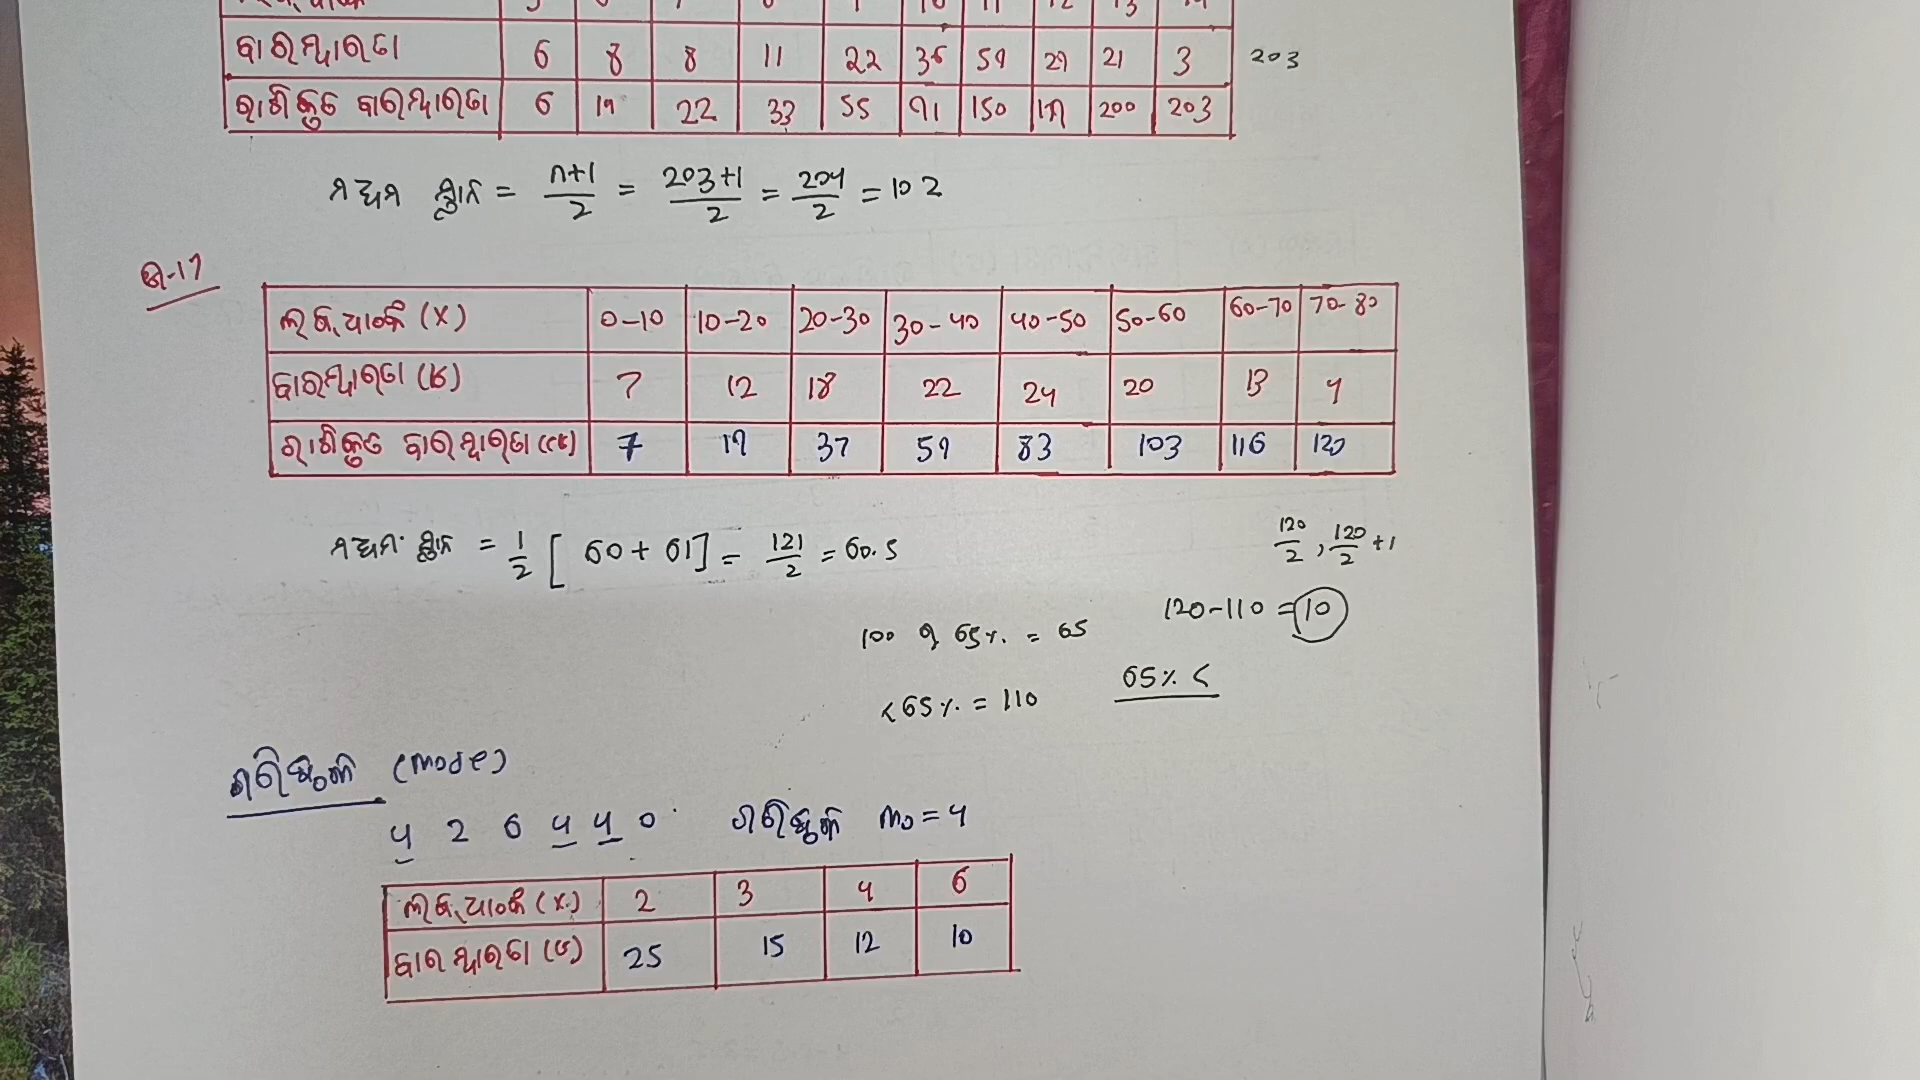 ବାରମ୍ବାରତା 6 8 8 11 22 36 59 29 21 3 203
ରାଶିକୃତ ବାରମ୍ବାରତା 6 14 22 33 55 91 150 179 200 203
ମଧ୍ୟମ ସ୍ଥାନ = n+1/2 = 203+1/2 = 204/2 = 102
ଉ-17
ଲବ୍ଧାଙ୍କ (x) 0-10 10-20 20-30 30-40 40-50 50-60 60-70 70-80
ବାରମ୍ବାରତା (f) 7 12 18 22 24 20 13 4
ରାଶିକୃତ ବାରମ୍ବାରତା (cf) 7 19 37 59 83 103 116 120
ମଧ୍ୟମ ସ୍ଥାନ = 1/2 [60 + 61] = 121/2 = 60.5
120/2, 120/2 +1
120-110 = 10
100 ର 65% = 65
65% <
<65% = 110
ଗରିଷ୍ଠକ (mode)
4 2 6 4 4 0 ଗରିଷ୍ଠକ Mo = 4
ଲବ୍ଧାଙ୍କ (x) 2 3 4 6
ବାରମ୍ବାରତା (f) 25 15 12 10